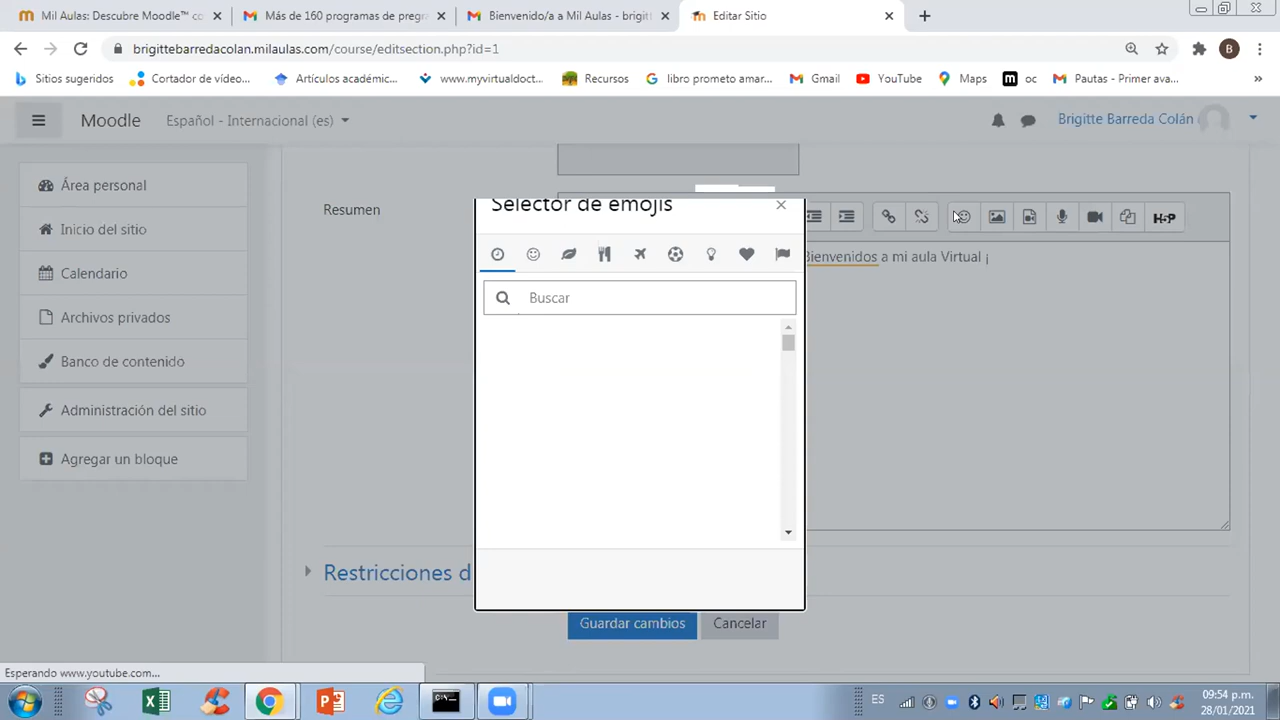 Mil Aulas: Descubre Moodle™ co
Más de 160 programas de pregr
Bienvenido/a a Mil Aulas - brigitt
Editar Sitio
brigittebarredacolan.milaulas.com/course/editsection.php?id=1
B
Sitios sugeridos
Cortador de vídeo...
Artículos académic...
www.myvirtualdoct...
Recursos
libro prometo amar...
Gmail
YouTube
Maps
oc
Pautas - Primer ava...
»
Moodle
Español - Internacional (es)
Brigitte Barreda Colán
Área personal
Inicio del sitio
Calendario
Archivos privados
Banco de contenido
Administración del sitio
Agregar un bloque
Resumen
H5P
Bienvenidos a mi aula Virtual ¡
Selector de emojis
Buscar
Restricciones d
Guardar cambios
Cancelar
Esperando www.youtube.com...
ES
09:54 p.m.
28/01/2021